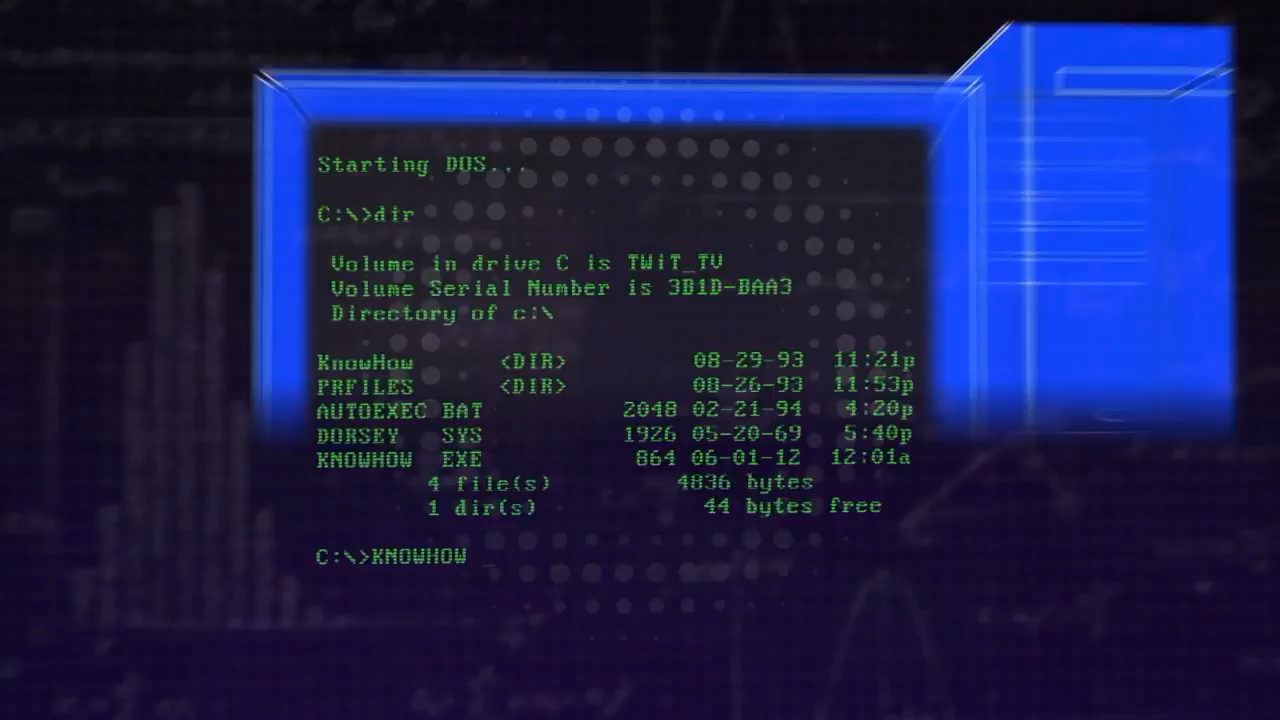 Starting DOS...
C:\>dir
Volume in drive C is TWiT_TV
Volume Serial Number is 3B1D-BAA3
Directory of c:\
KnowHow <DIR> 08-29-93 11:21p
PRFILES <DIR> 08-26-93 11:53p
AUTOEXEC BAT 2048 02-21-94 4:20p
DORSEY SYS 1926 05-20-69 5:40p
KNOWHOW EXE 864 06-01-12 12:01a
4 file(s) 4836 bytes
1 dir(s) 44 bytes free
C:\>KNOWHOW _